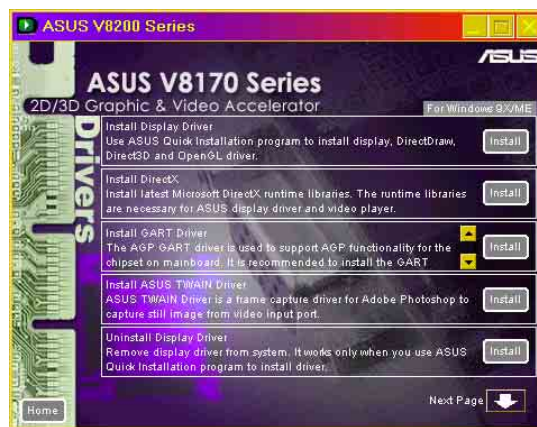 ASUS V8200 Series
ASUS
ASUS V8170 Series
2D/3D Graphic & Video Accelerator
For Windows 9X/ME
Drivers
Install Display Driver
Use ASUS Quick Installation program to install display, DirectDraw,
Direct3D and OpenGL driver.
Install
Install DirectX
Install latest Microsoft DirectX runtime libraries. The runtime libraries
are necessary for ASUS display driver and video player.
Install
Install GART Driver
The AGP GART driver is used to support AGP functionality for the
chipset on mainboard. It is recommended to install the GART
Install
Install ASUS TWAIN Driver
ASUS TWAIN Driver is a frame capture driver for Adobe Photoshop to
capture still image from video input port.
Install
Uninstall Display Driver
Remove display driver from system. It works only when you use ASUS
Quick Installation program to install driver.
Install
Next Page
Home